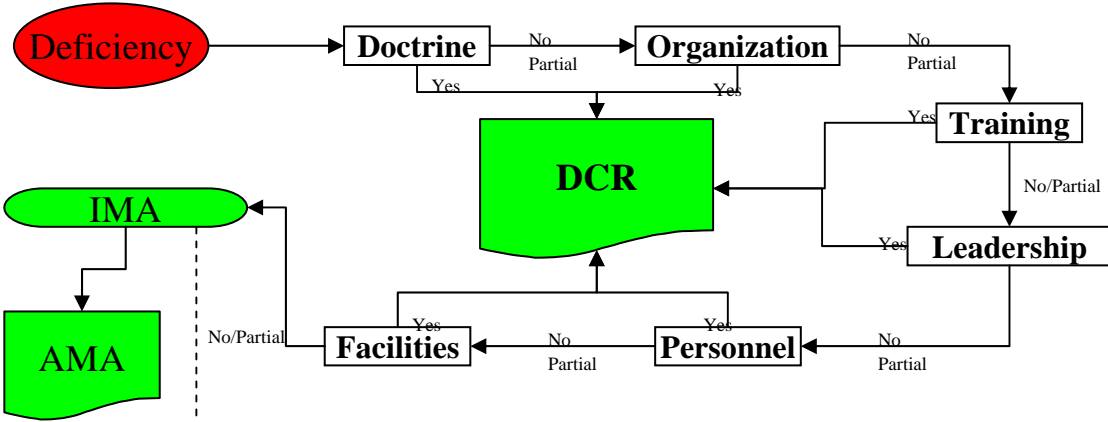 Deficiency
Doctrine
No
Partial
Organization
No
Partial
Yes
Yes
Yes
Training
DCR
No/Partial
IMA
Yes
Leadership
AMA
No/Partial
Facilities
Yes
No
Partial
Personnel
Yes
No
Partial